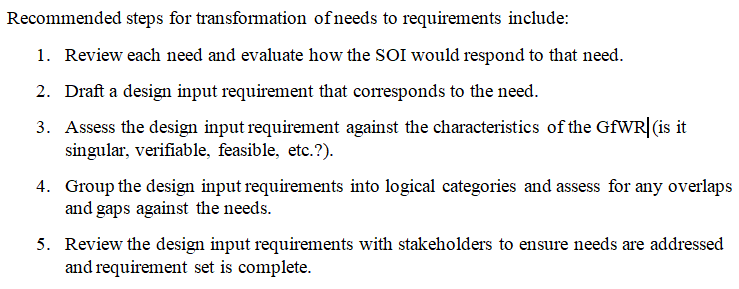 Recommended steps for transformation of needs to requirements include:
1. Review each need and evaluate how the SOI would respond to that need.
2. Draft a design input requirement that corresponds to the need.
3. Assess the design input requirement against the characteristics of the GfWR (is it
singular, verifiable, feasible, etc.?).
4. Group the design input requirements into logical categories and assess for any overlaps
and gaps against the needs.
5. Review the design input requirements with stakeholders to ensure needs are addressed
and requirement set is complete.